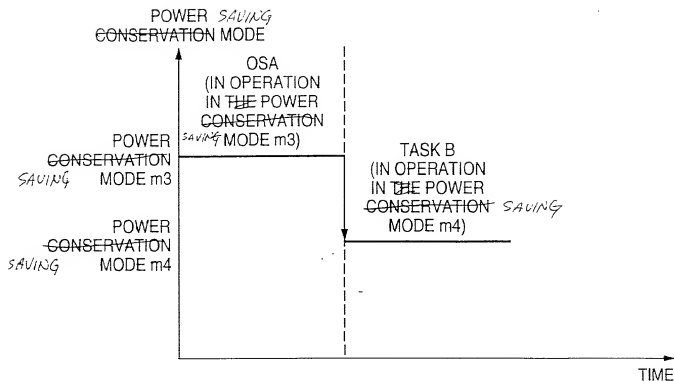 POWER SAVING
CONSERVATION MODE
OSA
(IN OPERATION
IN THE POWER
CONSERVATION
SAVING MODE m3)
POWER
CONSERVATION
SAVING MODE m3
TASK B
(IN OPERATION
IN THE POWER
CONSERVATION SAVING
MODE m4)
POWER
CONSERVATION
SAVING MODE m4
TIME